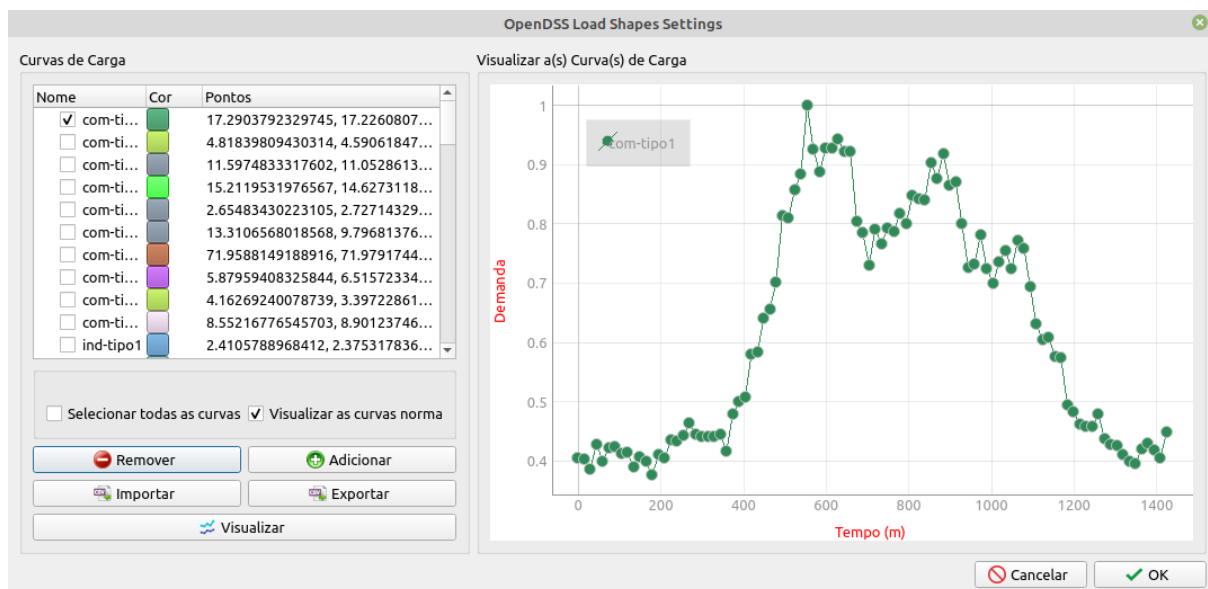 OpenDSS Load Shapes Settings
Curvas de Carga
Nome Cor Pontos
com-ti... 17.2903792329745, 17.2260807...
com-ti... 4.81839809430314, 4.59061847...
com-ti... 11.5974833317602, 11.0528613...
com-ti... 15.2119531976567, 14.6273118...
com-ti... 2.65483430223105, 2.72714329...
com-ti... 13.3106568018568, 9.79681376...
com-ti... 71.9588149188916, 71.9791744...
com-ti... 5.87959408325844, 6.51572334...
com-ti... 4.16269240078739, 3.39722861...
com-ti... 8.55216776545703, 8.90123746...
ind-tipo1 2.4105788968412, 2.375317836...
Selecionar todas as curvas Visualizar as curvas norma
Remover Adicionar
Importar Exportar
Visualizar
Visualizar a(s) Curva(s) de Carga
com-tipo1
Demanda
1
0.9
0.8
0.7
0.6
0.5
0.4
0 200 400 600 800 1000 1200 1400
Tempo (m)
Cancelar OK